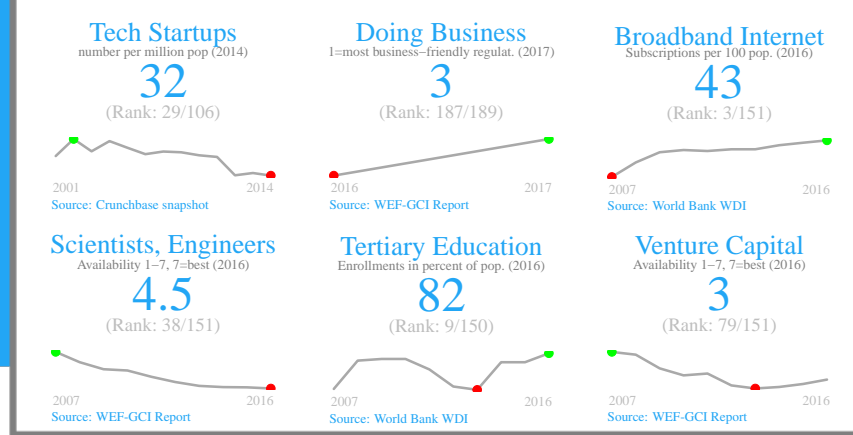 Tech Startups
number per million pop (2014)
32
(Rank: 29/106)
2001 2014
Source: Crunchbase snapshot
Doing Business
1=most business−friendly regulat. (2017)
3
(Rank: 187/189)
2016 2017
Source: WEF-GCI Report
Broadband Internet
Subscriptions per 100 pop. (2016)
43
(Rank: 3/151)
2007 2016
Source: World Bank WDI
Scientists, Engineers
Availability 1−7, 7=best (2016)
4.5
(Rank: 38/151)
2007 2016
Source: WEF-GCI Report
Tertiary Education
Enrollments in percent of pop. (2016)
82
(Rank: 9/150)
2007 2016
Source: World Bank WDI
Venture Capital
Availability 1−7, 7=best (2016)
3
(Rank: 79/151)
2007 2016
Source: WEF-GCI Report